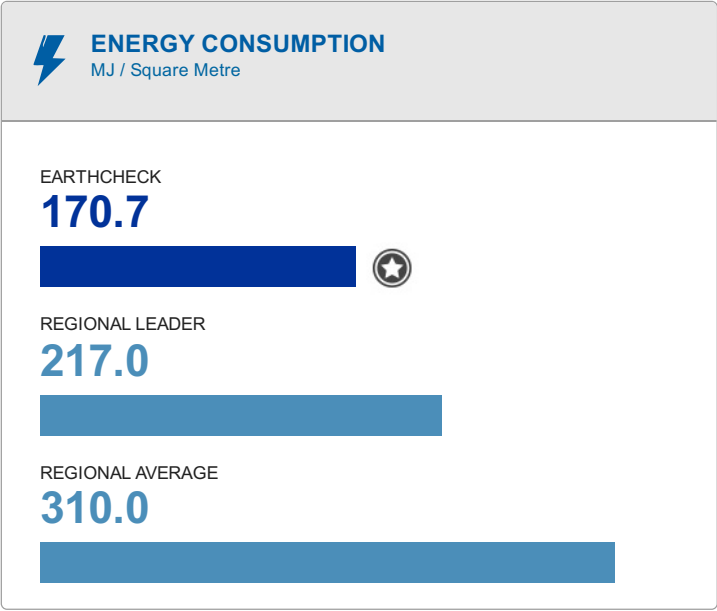 ENERGY CONSUMPTION
MJ / Square Metre
EARTHCHECK
170.7
REGIONAL LEADER
217.0
REGIONAL AVERAGE
310.0